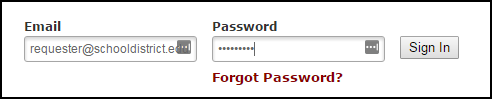 Email Password
requester@schooldistrict.e ••••••••• Sign In
Forgot Password?